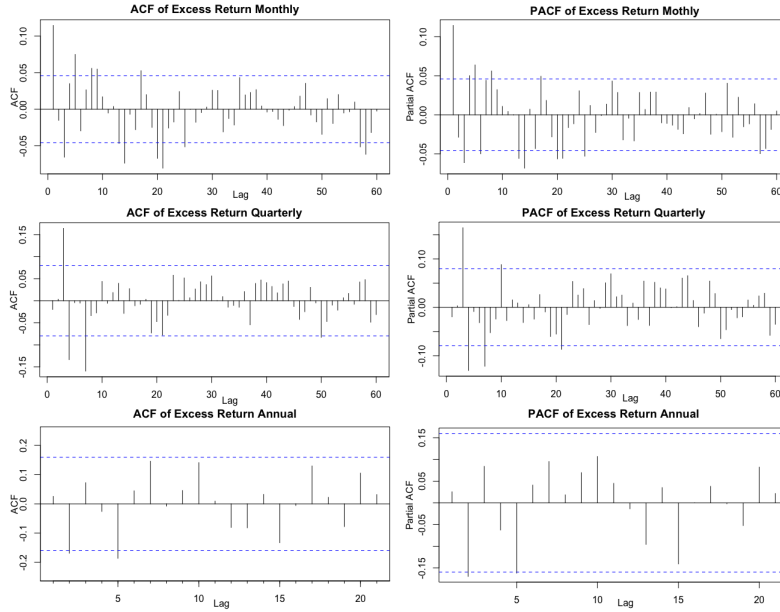 ACF of Excess Return Monthly
ACF
0.10
0.05
0.00
-0.05
0 10 20 30 40 50 60
Lag
PACF of Excess Return Mothly
Partial ACF
0.10
0.05
0.00
-0.05
0 10 20 30 40 50 60
Lag
ACF of Excess Return Quarterly
ACF
0.15
0.05
-0.05
-0.15
0 10 20 30 40 50 60
Lag
PACF of Excess Return Quarterly
Partial ACF
0.10
0.00
-0.10
0 10 20 30 40 50 60
Lag
ACF of Excess Return Annual
ACF
0.2
0.1
0.0
-0.1
-0.2
5 10 15 20
Lag
PACF of Excess Return Annual
Partial ACF
0.15
0.05
-0.05
-0.15
5 10 15 20
Lag